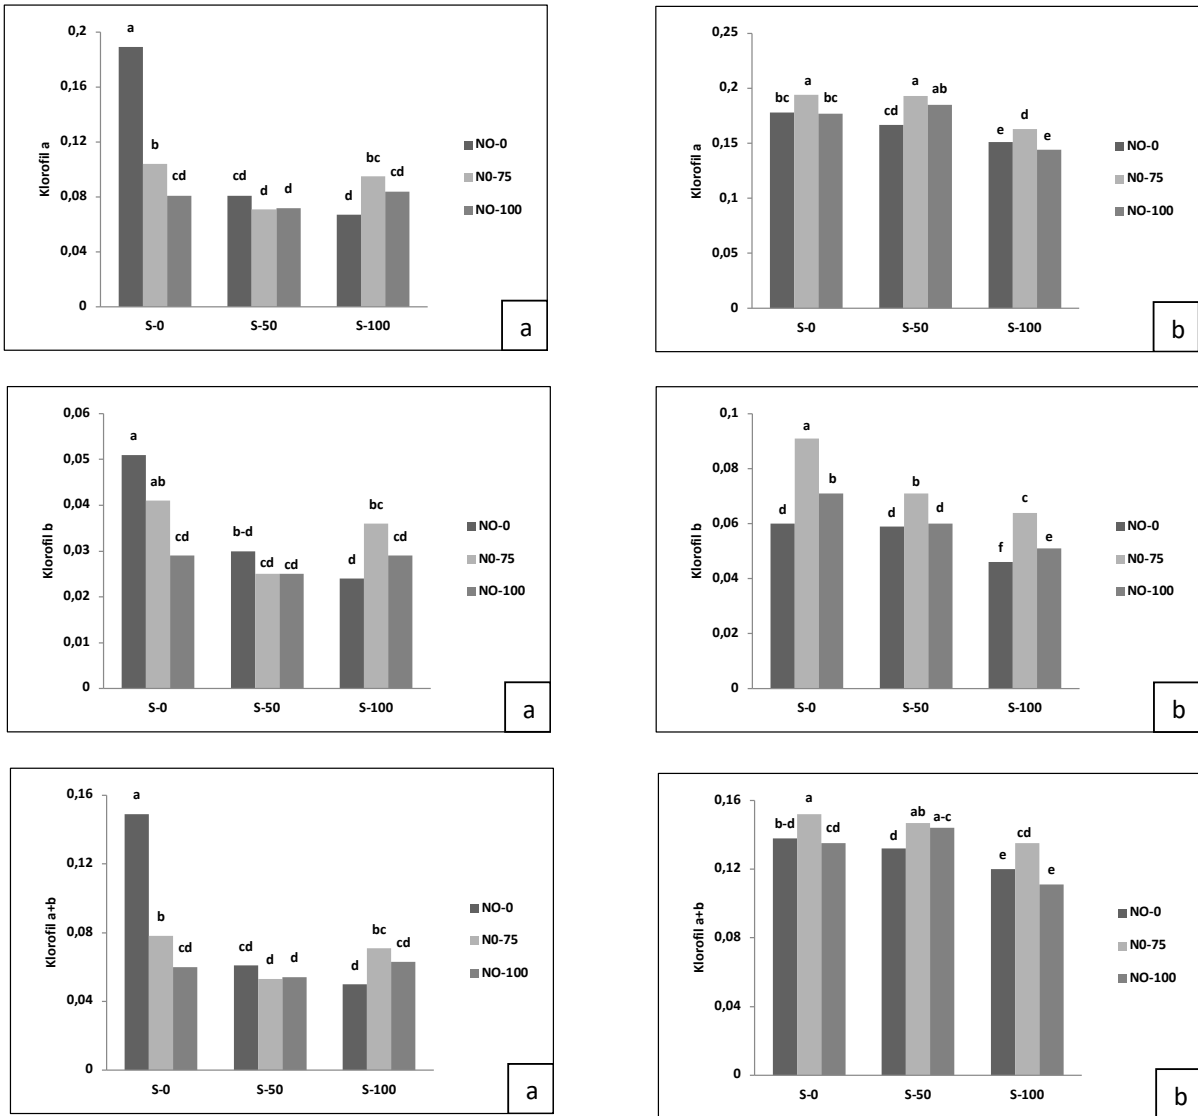 0,2
0,16
0,12
0,08
0,04
0
Klorofil a
a
b
cd
cd
d
d
d
bc
cd
S-0 S-50 S-100
NO-0
N0-75
NO-100
a
0,25
0,2
0,15
0,1
0,05
0
Klorofil a
bc
a
bc
cd
a
ab
e
d
e
S-0 S-50 S-100
NO-0
N0-75
NO-100
b
0,06
0,05
0,04
0,03
0,02
0,01
0
Klorofil b
a
ab
cd
b-d
cd
cd
d
bc
cd
S-0 S-50 S-100
NO-0
N0-75
NO-100
a
0,1
0,08
0,06
0,04
0,02
0
Klorofil b
d
a
b
d
b
d
f
c
e
S-0 S-50 S-100
NO-0
N0-75
NO-100
b
0,16
0,12
0,08
0,04
0
Klorofil a+b
a
b
cd
cd
d
d
d
bc
cd
S-0 S-50 S-100
NO-0
N0-75
NO-100
a
0,16
0,12
0,08
0,04
0
Klorofil a+b
b-d
a
cd
d
ab
a-c
e
cd
e
S-0 S-50 S-100
NO-0
N0-75
NO-100
b